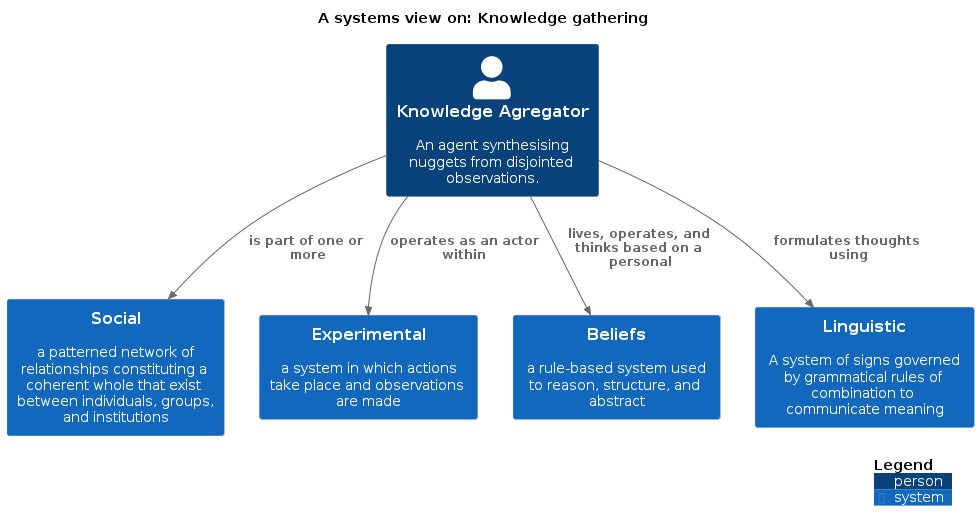 A systems view on: Knowledge gathering
Knowledge Agregator
An agent synthesising
nuggets from disjointed
observations.
is part of one or
more
operates as an actor
within
lives, operates, and
thinks based on a
personal
formulates thoughts
using
Social
a patterned network of
relationships constituting a
coherent whole that exist
between individuals, groups,
and institutions
Experimental
a system in which actions
take place and observations
are made
Beliefs
a rule-based system used
to reason, structure, and
abstract
Linguistic
A system of signs governed
by grammatical rules of
combination to
communicate meaning
Legend
person
system